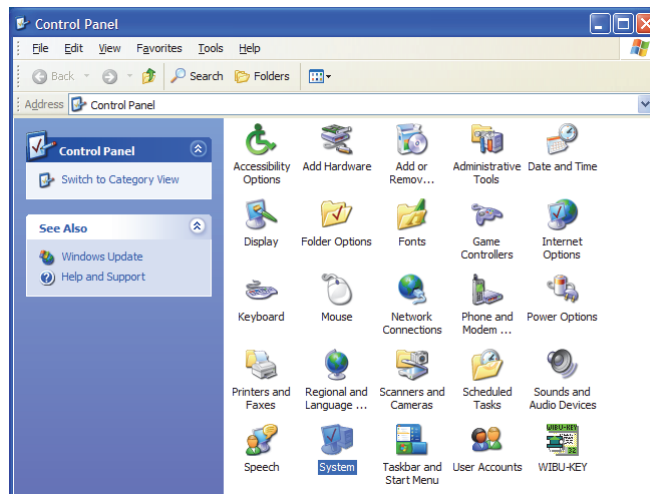 Control Panel
File Edit View Favorites Tools Help
Back Search Folders
Address Control Panel
Control Panel
Switch to Category View
See Also
Windows Update
Help and Support
Accessibility Options
Add Hardware
Add or Remov...
Administrative Tools
Date and Time
Display
Folder Options
Fonts
Game Controllers
Internet Options
Keyboard
Mouse
Network Connections
Phone and Modem ...
Power Options
Printers and Faxes
Regional and Language ...
Scanners and Cameras
Scheduled Tasks
Sounds and Audio Devices
Speech
System
Taskbar and Start Menu
User Accounts
WIBU-KEY
32
WIBU-KEY